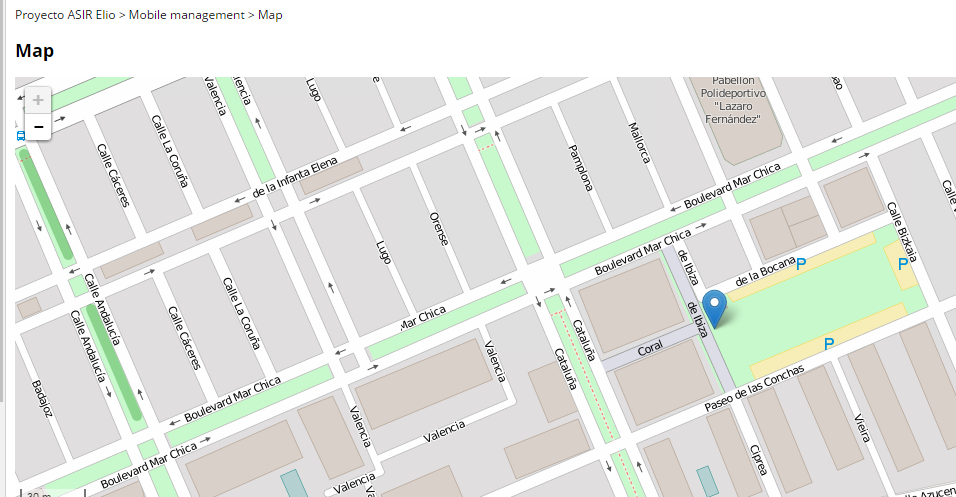 Proyecto ASIR Elio > Mobile management > Map
Map
+
-
Calle Cáceres
Calle La Coruña
Valencia
Lugo
de la Infanta Elena
Pabellón
Polideportivo
"Lazaro
Fernández"
Mallorca
Pamplona
Boulevard Mar Chica
Orense
Lugo
Boulevard Mar Chica
de Ibiza
de la Bocana
P
P
Calle Bizkaia
Calle Andalucía
Calle Andalucía
Calle Cáceres
Calle La Coruña
Mar Chica
Cataluña
Cataluña
de Ibiza
Coral
P
Paseo de las Conchas
Badajoz
Boulevard Mar Chica
Valencia
Valencia
Valencia
Boulevard Mar Chica
Valencia
Ciprea
Vieira
30 m